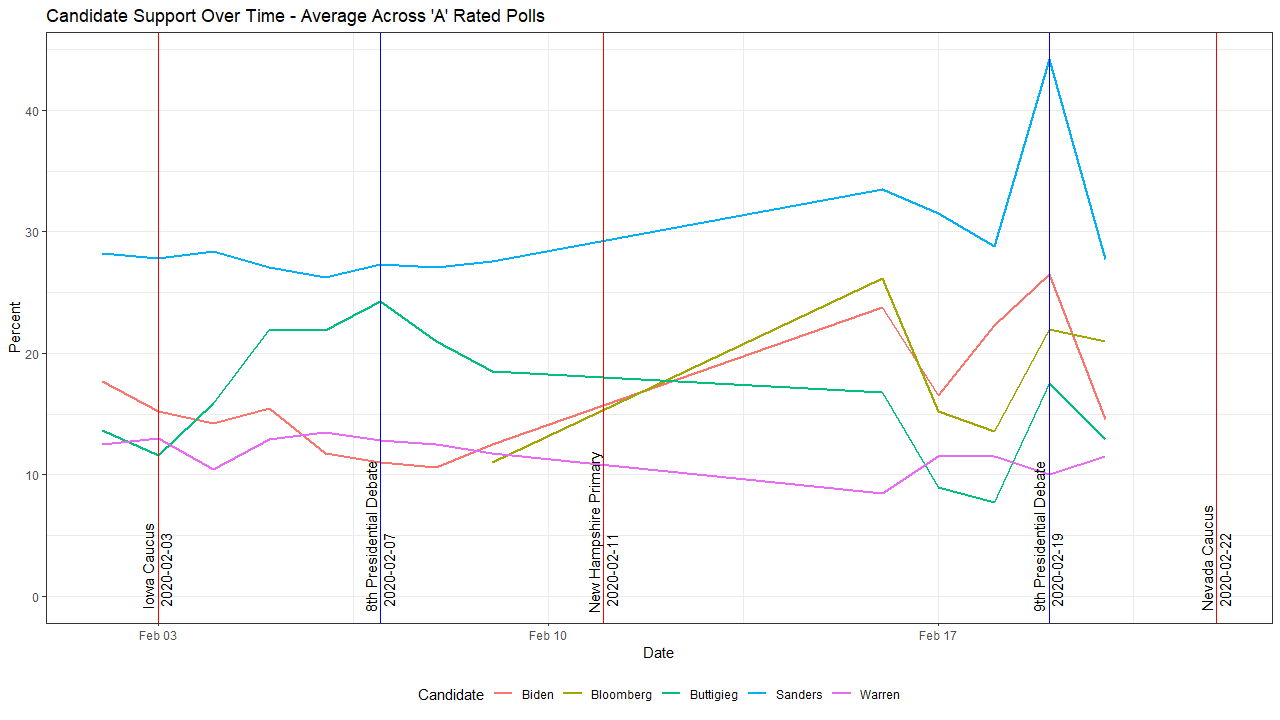 Candidate Support Over Time - Average Across 'A' Rated Polls
Percent
40
30
20
10
0
Iowa Caucus
2020-02-03
8th Presidential Debate
2020-02-07
New Hampshire Primary
2020-02-11
9th Presidential Debate
2020-02-19
Nevada Caucus
2020-02-22
Feb 03
Feb 10
Feb 17
Date
Candidate
Biden
Bloomberg
Buttigieg
Sanders
Warren